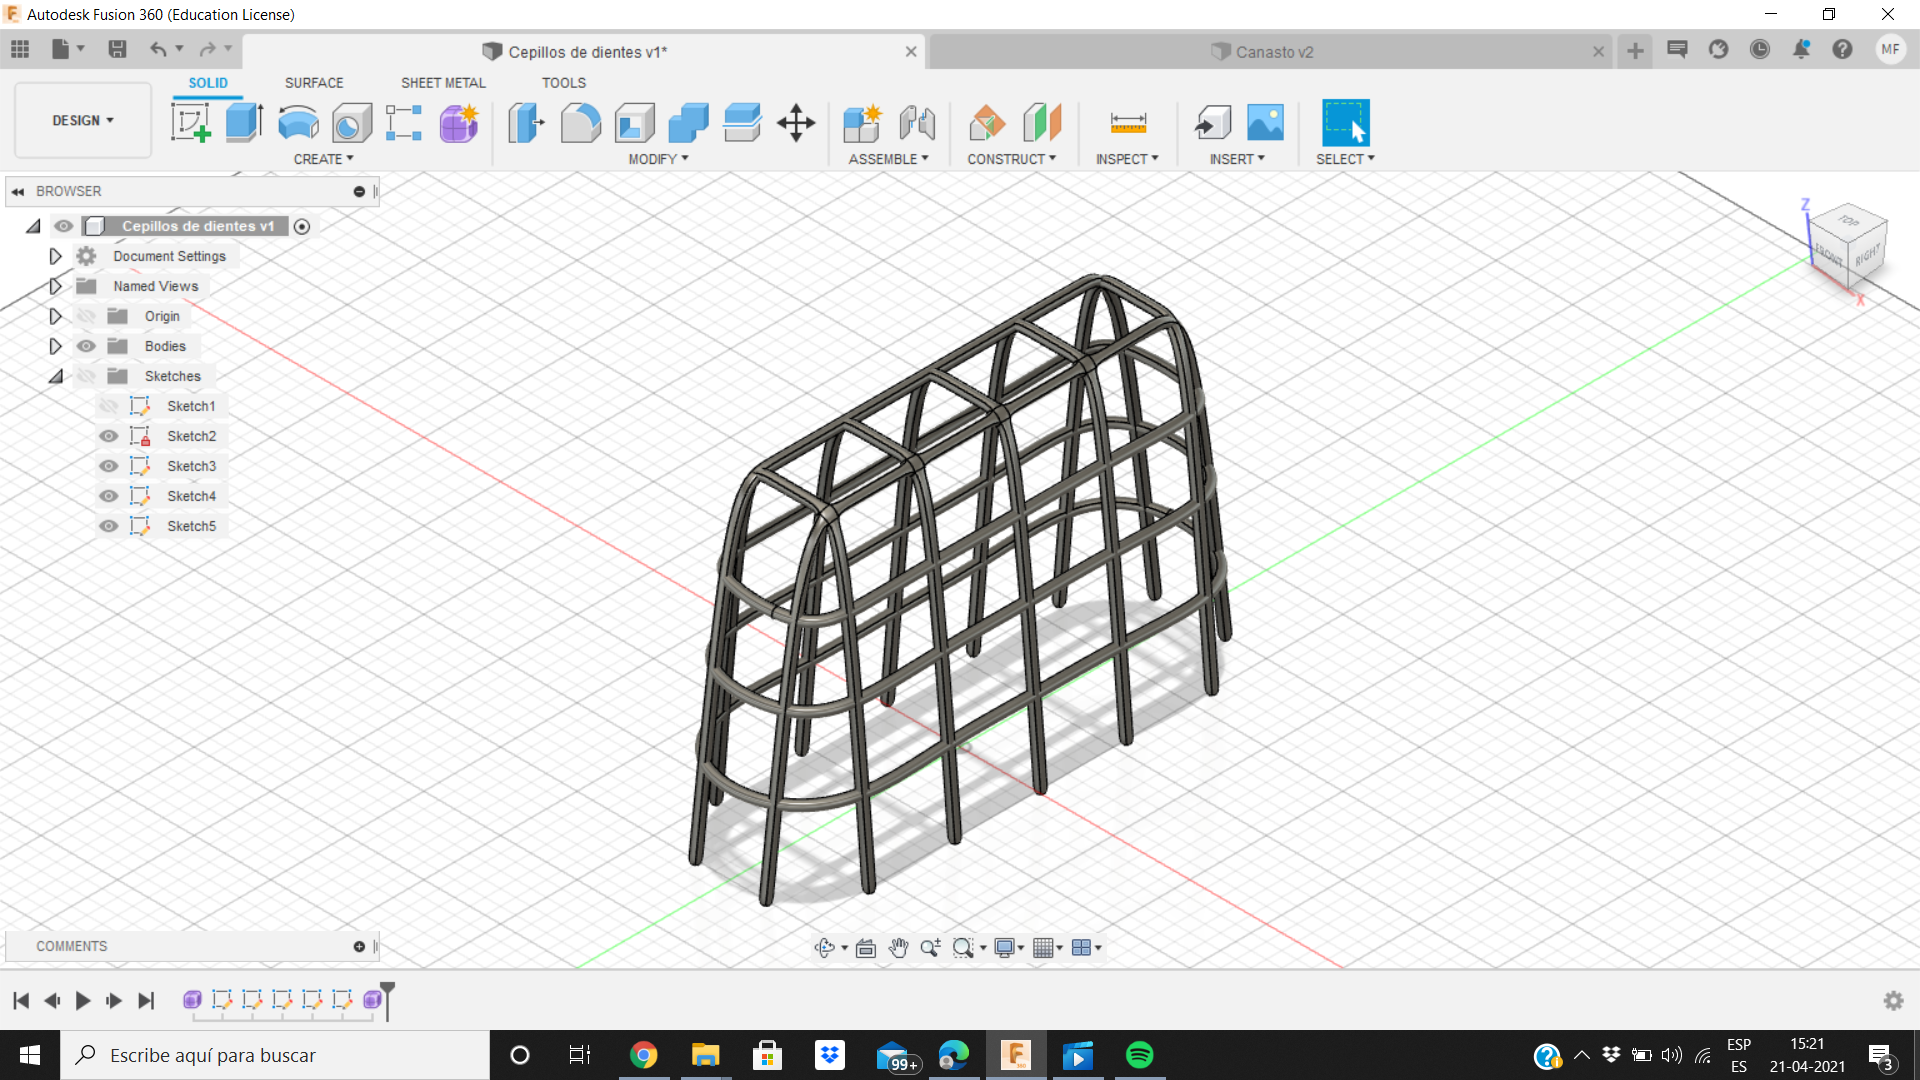 Autodesk Fusion 360 (Education License)
Cepillos de dientes v1*
Canasto v2
MF
SOLID
SURFACE
SHEET METAL
TOOLS
DESIGN
CREATE
MODIFY
ASSEMBLE
CONSTRUCT
INSPECT
INSERT
SELECT
BROWSER
Cepillos de dientes v1
Document Settings
Named Views
Origin
Bodies
Sketches
Sketch1
Sketch2
Sketch3
Sketch4
Sketch5
Z
TOP
FRONT
RIGHT
X
COMMENTS
Escribe aquí para buscar
99+
ESP
ES
15:21
21-04-2021
3